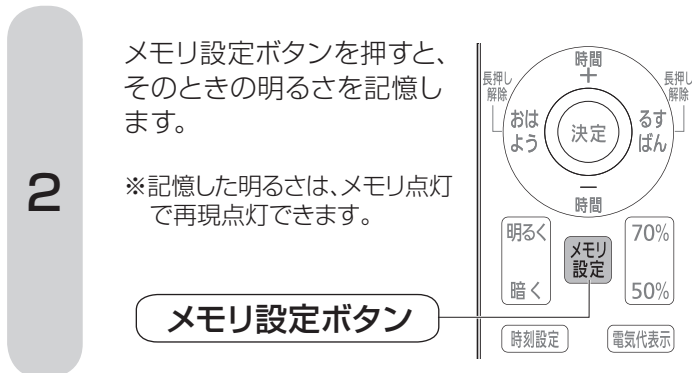 2
メモリ設定ボタンを押すと、
そのときの明るさを記憶し
ます。
※記憶した明るさは、メモリ点灯
で再現点灯できます。
メモリ設定ボタン
時間
+
長押し
解除
長押し
解除
おは
よう
決定
るす
ばん
−
時間
明るく
暗く
メモリ
設定
70%
50%
時刻設定
電気代表示